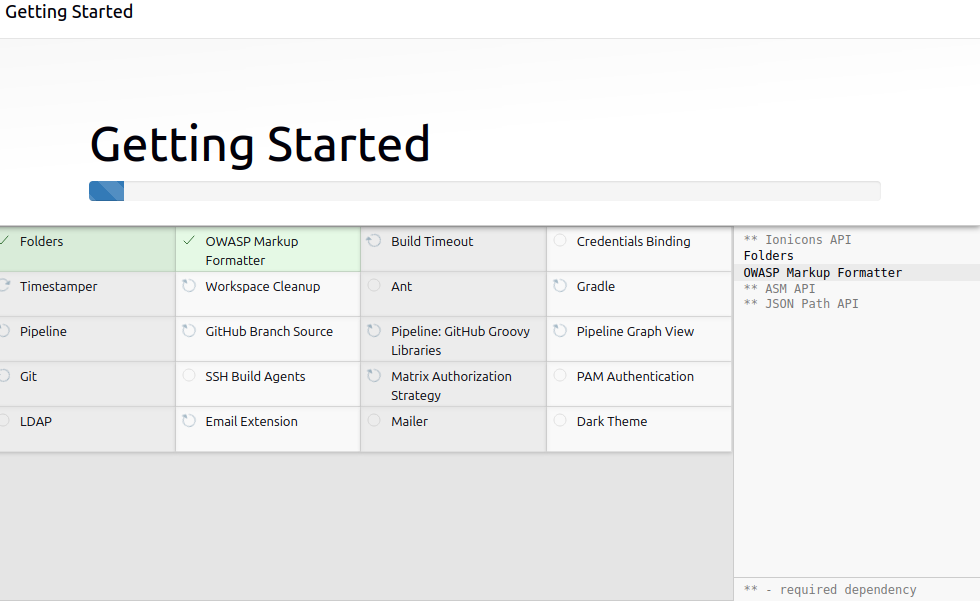 Getting Started
Getting Started
Folders
OWASP Markup
Formatter
Build Timeout
Credentials Binding
Timestamper
Workspace Cleanup
Ant
Gradle
Pipeline
GitHub Branch Source
Pipeline: GitHub Groovy
Libraries
Pipeline Graph View
Git
SSH Build Agents
Matrix Authorization
Strategy
PAM Authentication
LDAP
Email Extension
Mailer
Dark Theme
** Ionicons API
Folders
OWASP Markup Formatter
** ASM API
** JSON Path API
** - required dependency